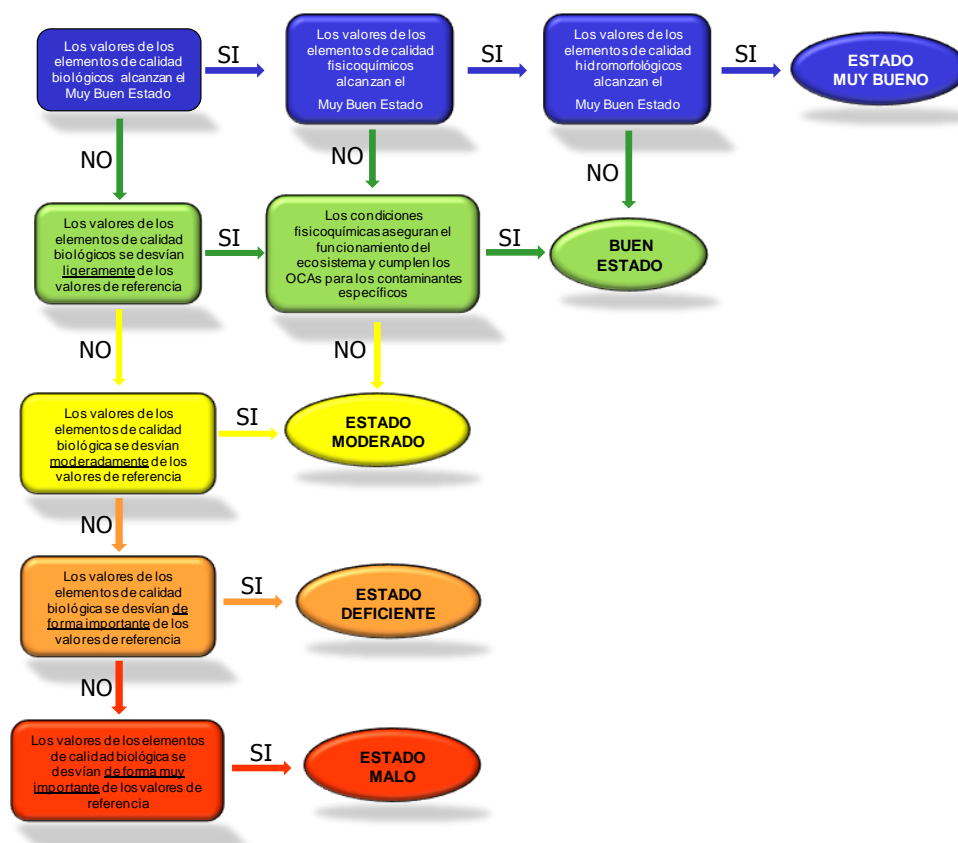 Los valores de los
elementos de calidad
biológicos alcanzan el
Muy Buen Estado
SI
Los valores de los
elementos de calidad
fisicoquímicos
alcanzan el
Muy Buen Estado
SI
Los valores de los
elementos de calidad
hidromorfológicos
alcanzan el
Muy Buen Estado
SI
ESTADO
MUY BUENO
NO
NO
NO
Los valores de los
elementos de calidad
biológicos se desvían
ligeramente de los
valores de referencia
SI
Los condiciones
fisicoquímicas aseguran el
funcionamiento del
ecosistema y cumplen los
OCAs para los contaminantes
específicos
SI
BUEN
ESTADO
NO
NO
Los valores de los
elementos de calidad
biológica se desvían
moderadamente de los
valores de referencia
SI
ESTADO
MODERADO
NO
Los valores de los
elementos de calidad
biológica se desvían de
forma importante de los
valores de referencia
SI
ESTADO
DEFICIENTE
NO
Los valores de los elementos
de calidad biológica se
desvían de forma muy
importante de los valores de
referencia
SI
ESTADO
MALO